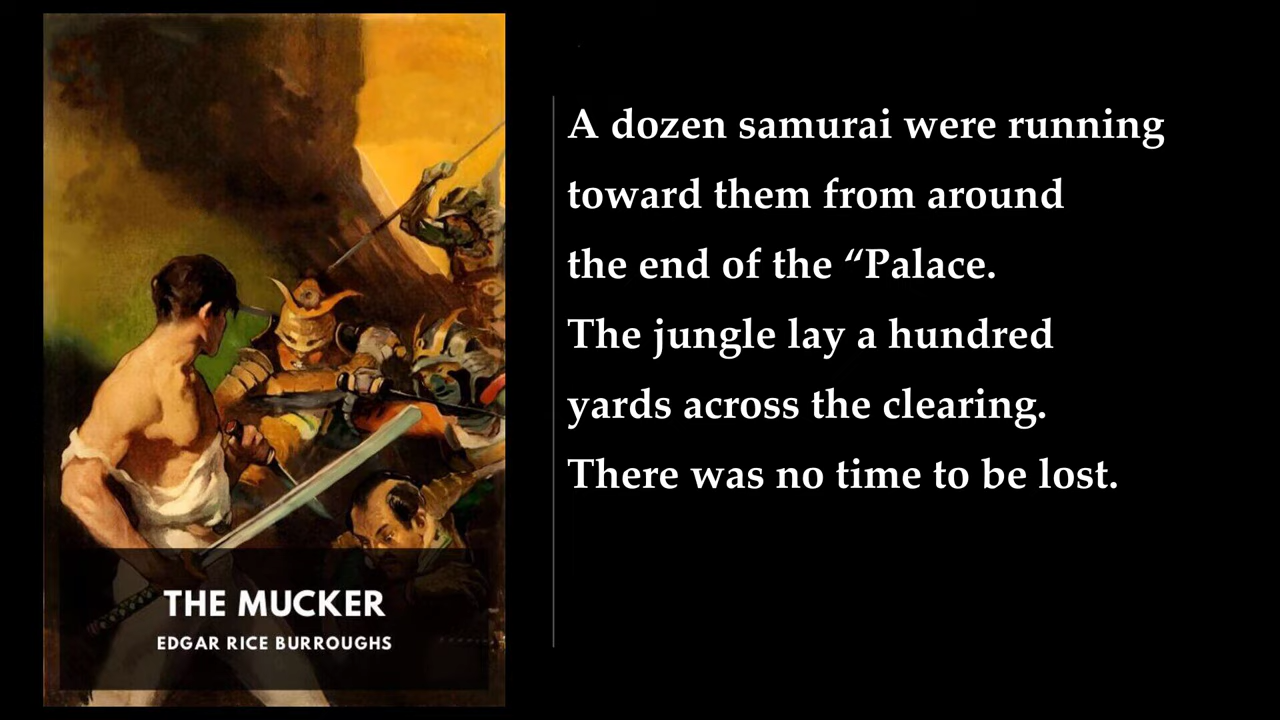 A dozen samurai were running
toward them from around
the end of the “Palace.
The jungle lay a hundred
yards across the clearing.
There was no time to be lost.
THE MUCKER
EDGAR RICE BURROUGHS